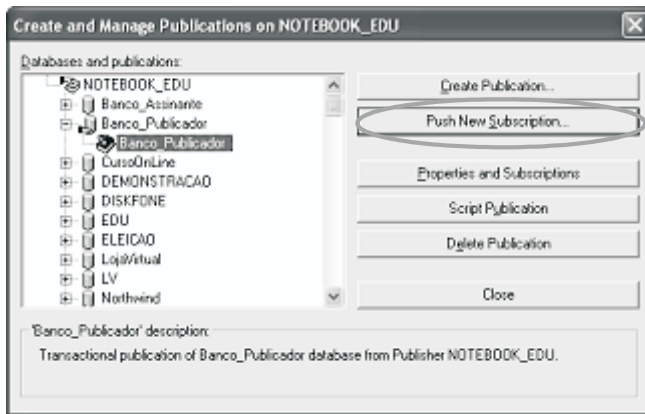 Create and Manage Publications on NOTEBOOK_EDU
Databases and publications:
NOTEBOOK_EDU
Banco_Assinante
Banco_Publicador
Banco_Publicador
CursoOnLine
DEMONSTRACAO
DISKFONE
EDU
ELEICAO
LojaVirtual
LV
Northwind
Create Publication...
Push New Subscription...
Properties and Subscriptions
Script Publication
Delete Publication
Close
'Banco_Publicador' description:
Transactional publication of Banco_Publicador database from Publisher NOTEBOOK_EDU.